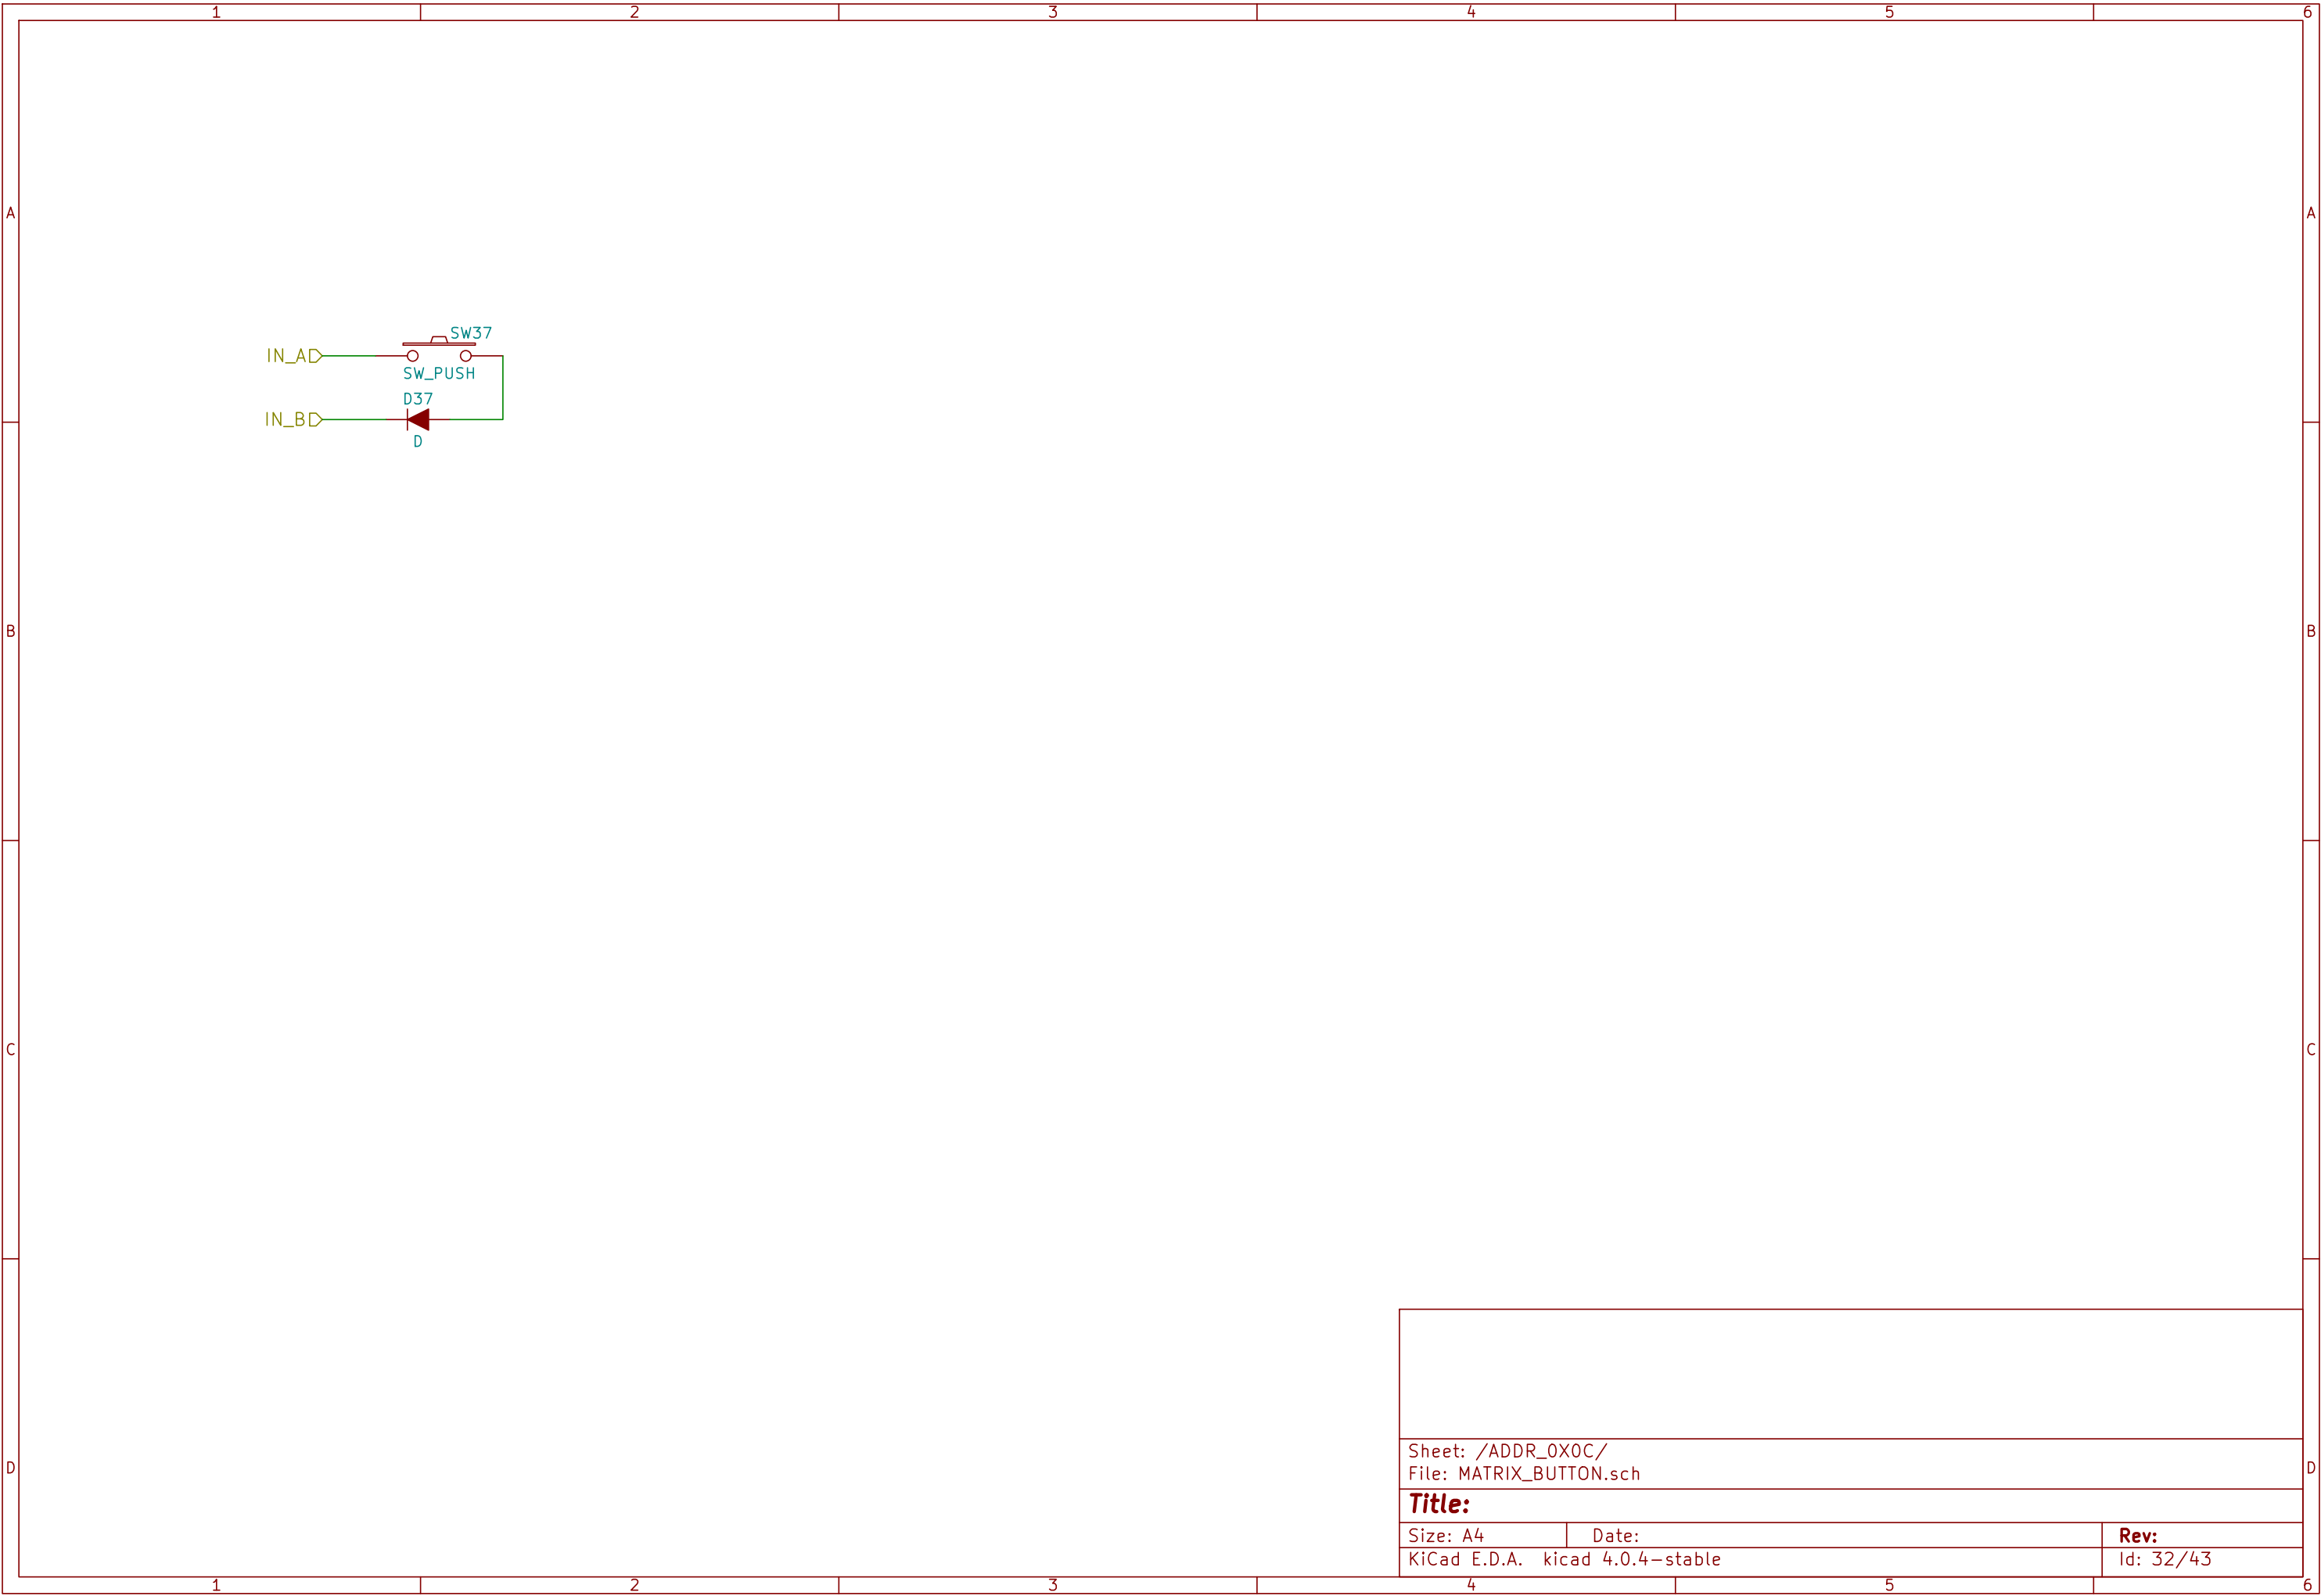 1 2 3 4 5 6
A A
SW37
IN_A
SW_PUSH
D37
IN_B
D
B B
C C
Sheet: /ADDR_0X0C/
File: MATRIX_BUTTON.sch
D D
Title:
Size: A4 Date: Rev:
KiCad E.D.A. kicad 4.0.4-stable Id: 32/43
1 2 3 4 5 6